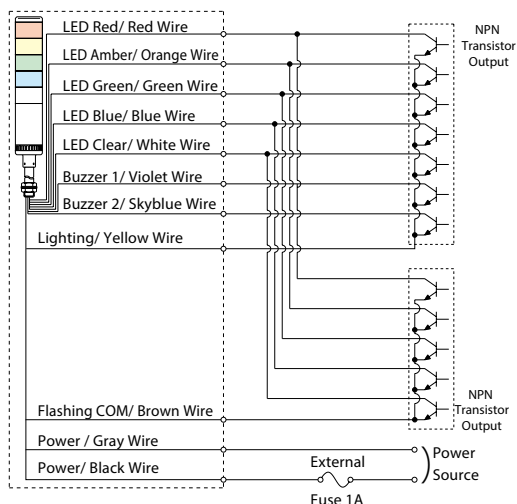 LED Red/ Red Wire
LED Amber/ Orange Wire
LED Green/ Green Wire
LED Blue/ Blue Wire
LED Clear/ White Wire
Buzzer 1/ Violet Wire
Buzzer 2/ Skyblue Wire
Lighting/ Yellow Wire
NPN
Transistor
Output
Flashing COM/ Brown Wire
Power / Gray Wire
Power/ Black Wire
NPN
Transistor
Output
External
Fuse 1A
Power
Source